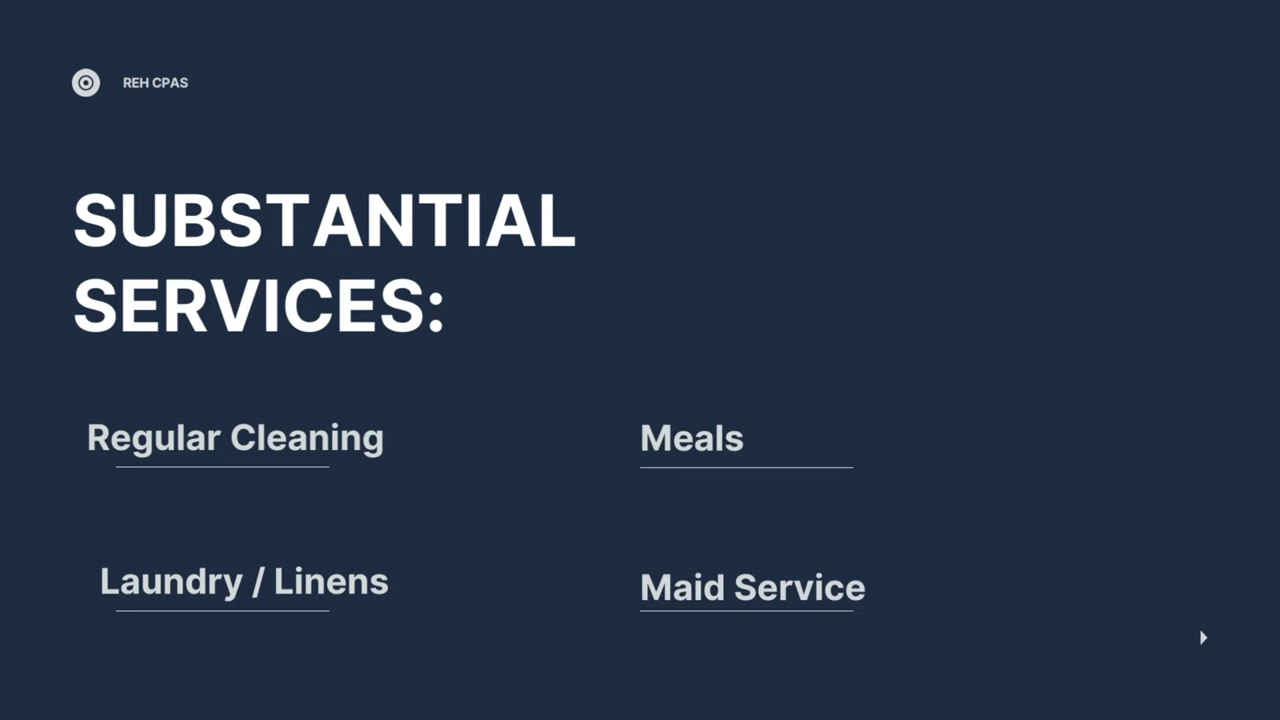 REH CPAS
SUBSTANTIAL
SERVICES:
Regular Cleaning
Meals
Laundry / Linens
Maid Service